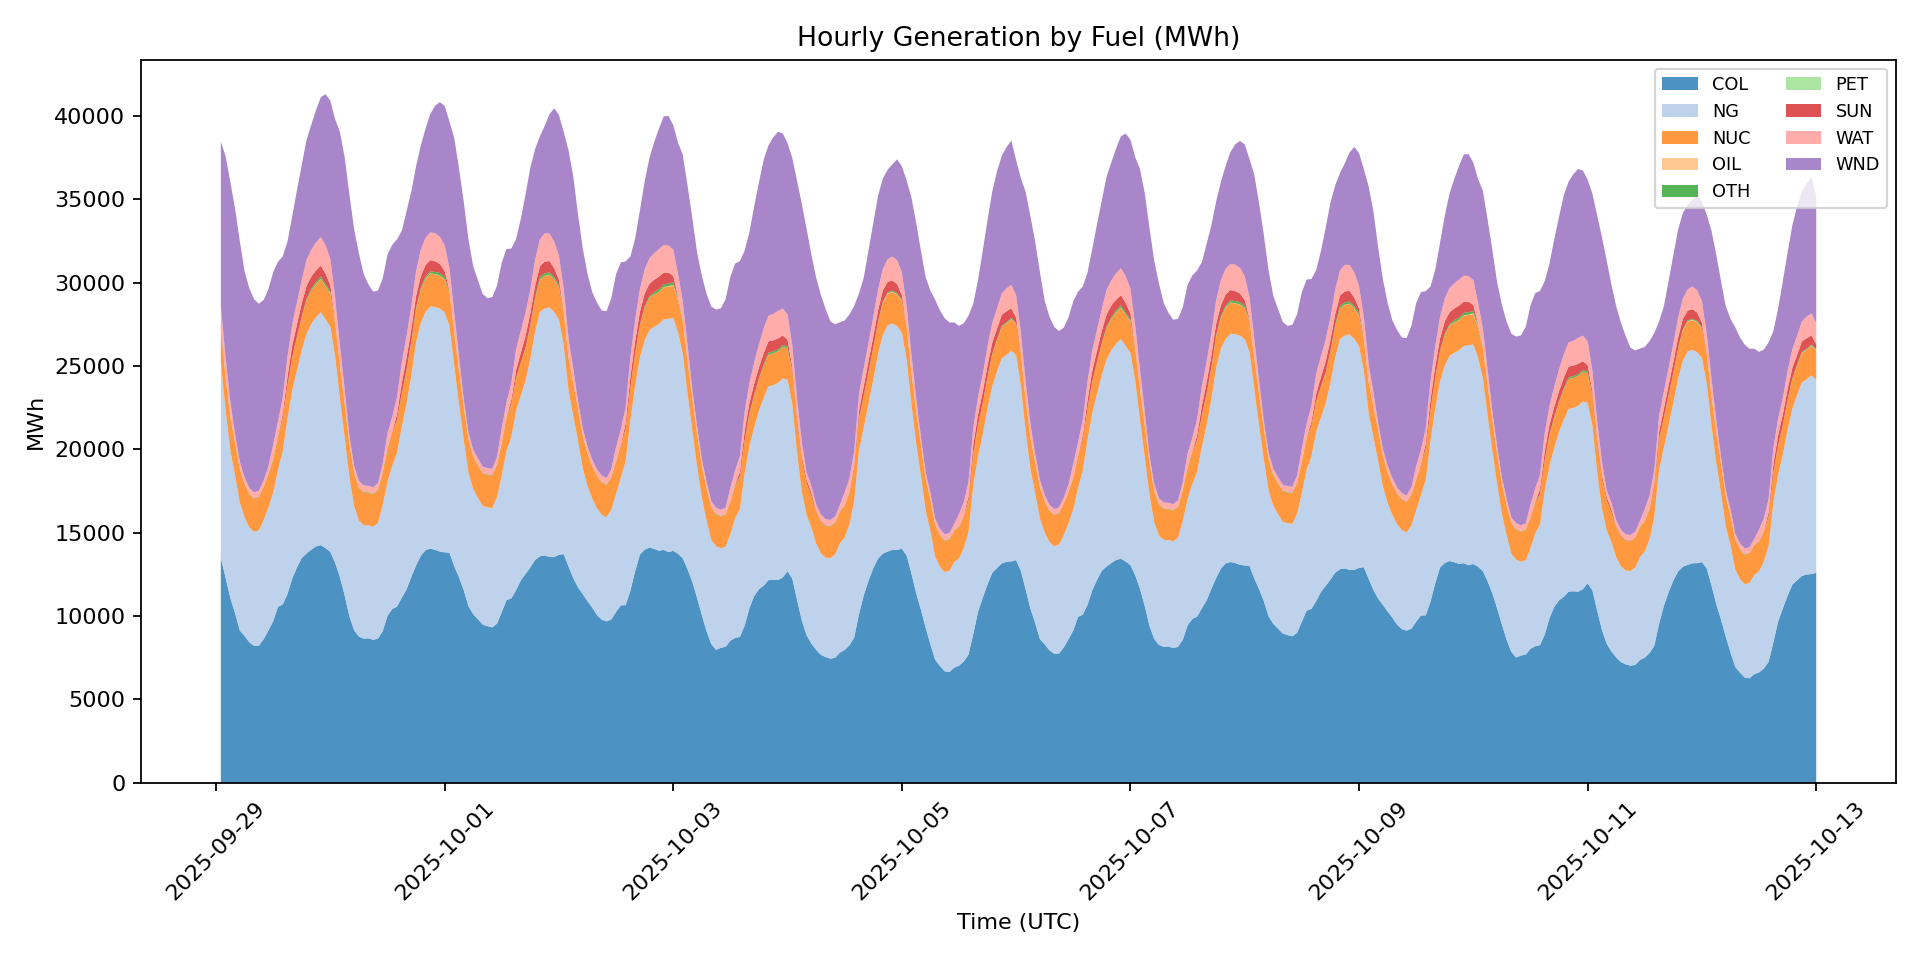 Hourly Generation by Fuel (MWh)
COL
NG
NUC
OIL
OTH
PET
SUN
WAT
WND
MWh
40000
35000
30000
25000
20000
15000
10000
5000
0
2025-09-29
2025-10-01
2025-10-03
2025-10-05
2025-10-07
2025-10-09
2025-10-11
2025-10-13
Time (UTC)